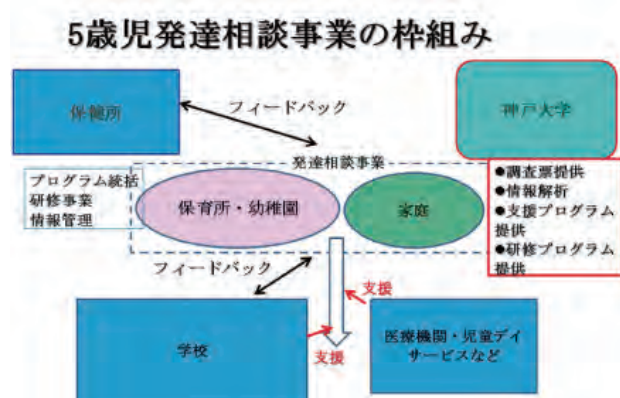 5歳児発達相談事業の枠組み
保健所
フィードバック
神戸大学
発達相談事業
プログラム統括
研修事業
情報管理
保育所・幼稚園
家庭
●調査票提供
●情報解析
●支援プログラム
提供
●研修プログラム
提供
フィードバック
支援
学校
支援
医療機関・児童デイ
サービスなど